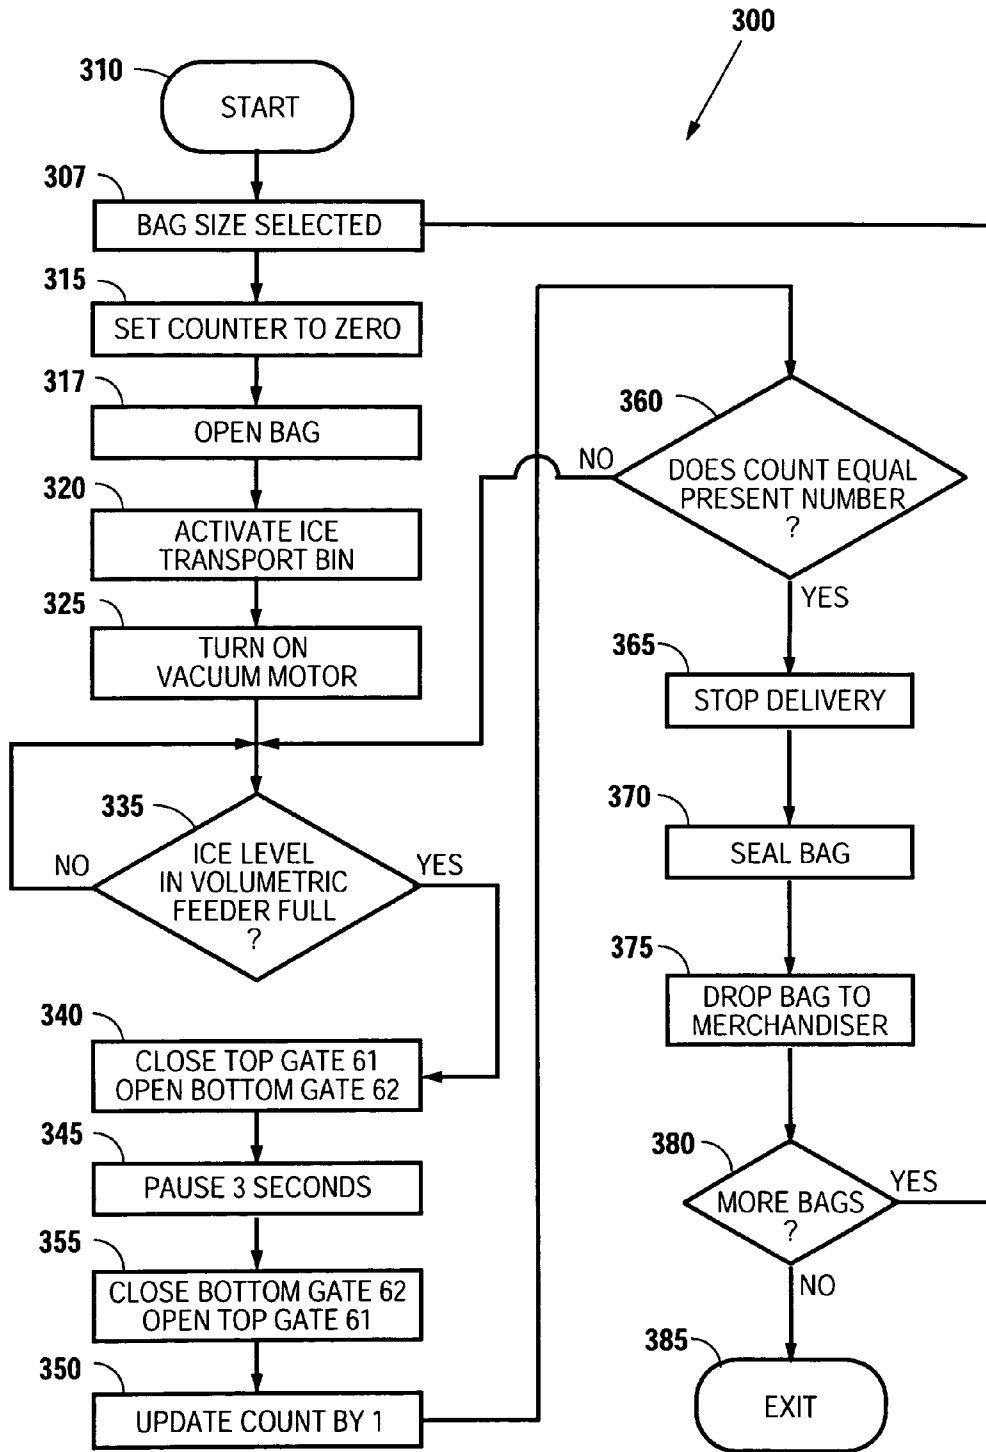 300
310
START
307
BAG SIZE SELECTED
315
SET COUNTER TO ZERO
317
OPEN BAG
320
ACTIVATE ICE
TRANSPORT BIN
325
TURN ON
VACUUM MOTOR
335
ICE LEVEL
IN VOLUMETRIC
FEEDER FULL
?
NO
YES
340
CLOSE TOP GATE 61
OPEN BOTTOM GATE 62
345
PAUSE 3 SECONDS
355
CLOSE BOTTOM GATE 62
OPEN TOP GATE 61
350
UPDATE COUNT BY 1
360
DOES COUNT EQUAL
PRESENT NUMBER
?
NO
YES
365
STOP DELIVERY
370
SEAL BAG
375
DROP BAG TO
MERCHANDISER
380
MORE BAGS
?
YES
NO
385
EXIT